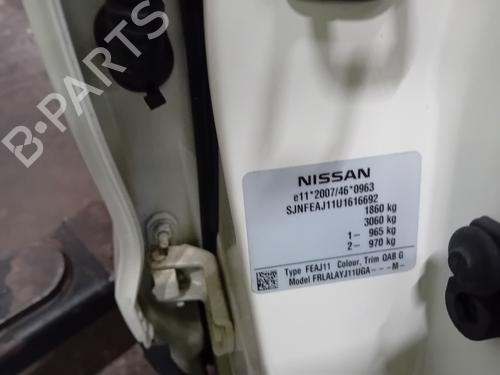 B-PARTS
NISSAN
e11*2007/46*0963
SJNFEAJ11U1616692
1860 kg
3060 kg
1- 965 kg
2- 970 kg
Type FEAJ11 Colour, Trim QAB G
Model FRLALAYJ11UGA---M-